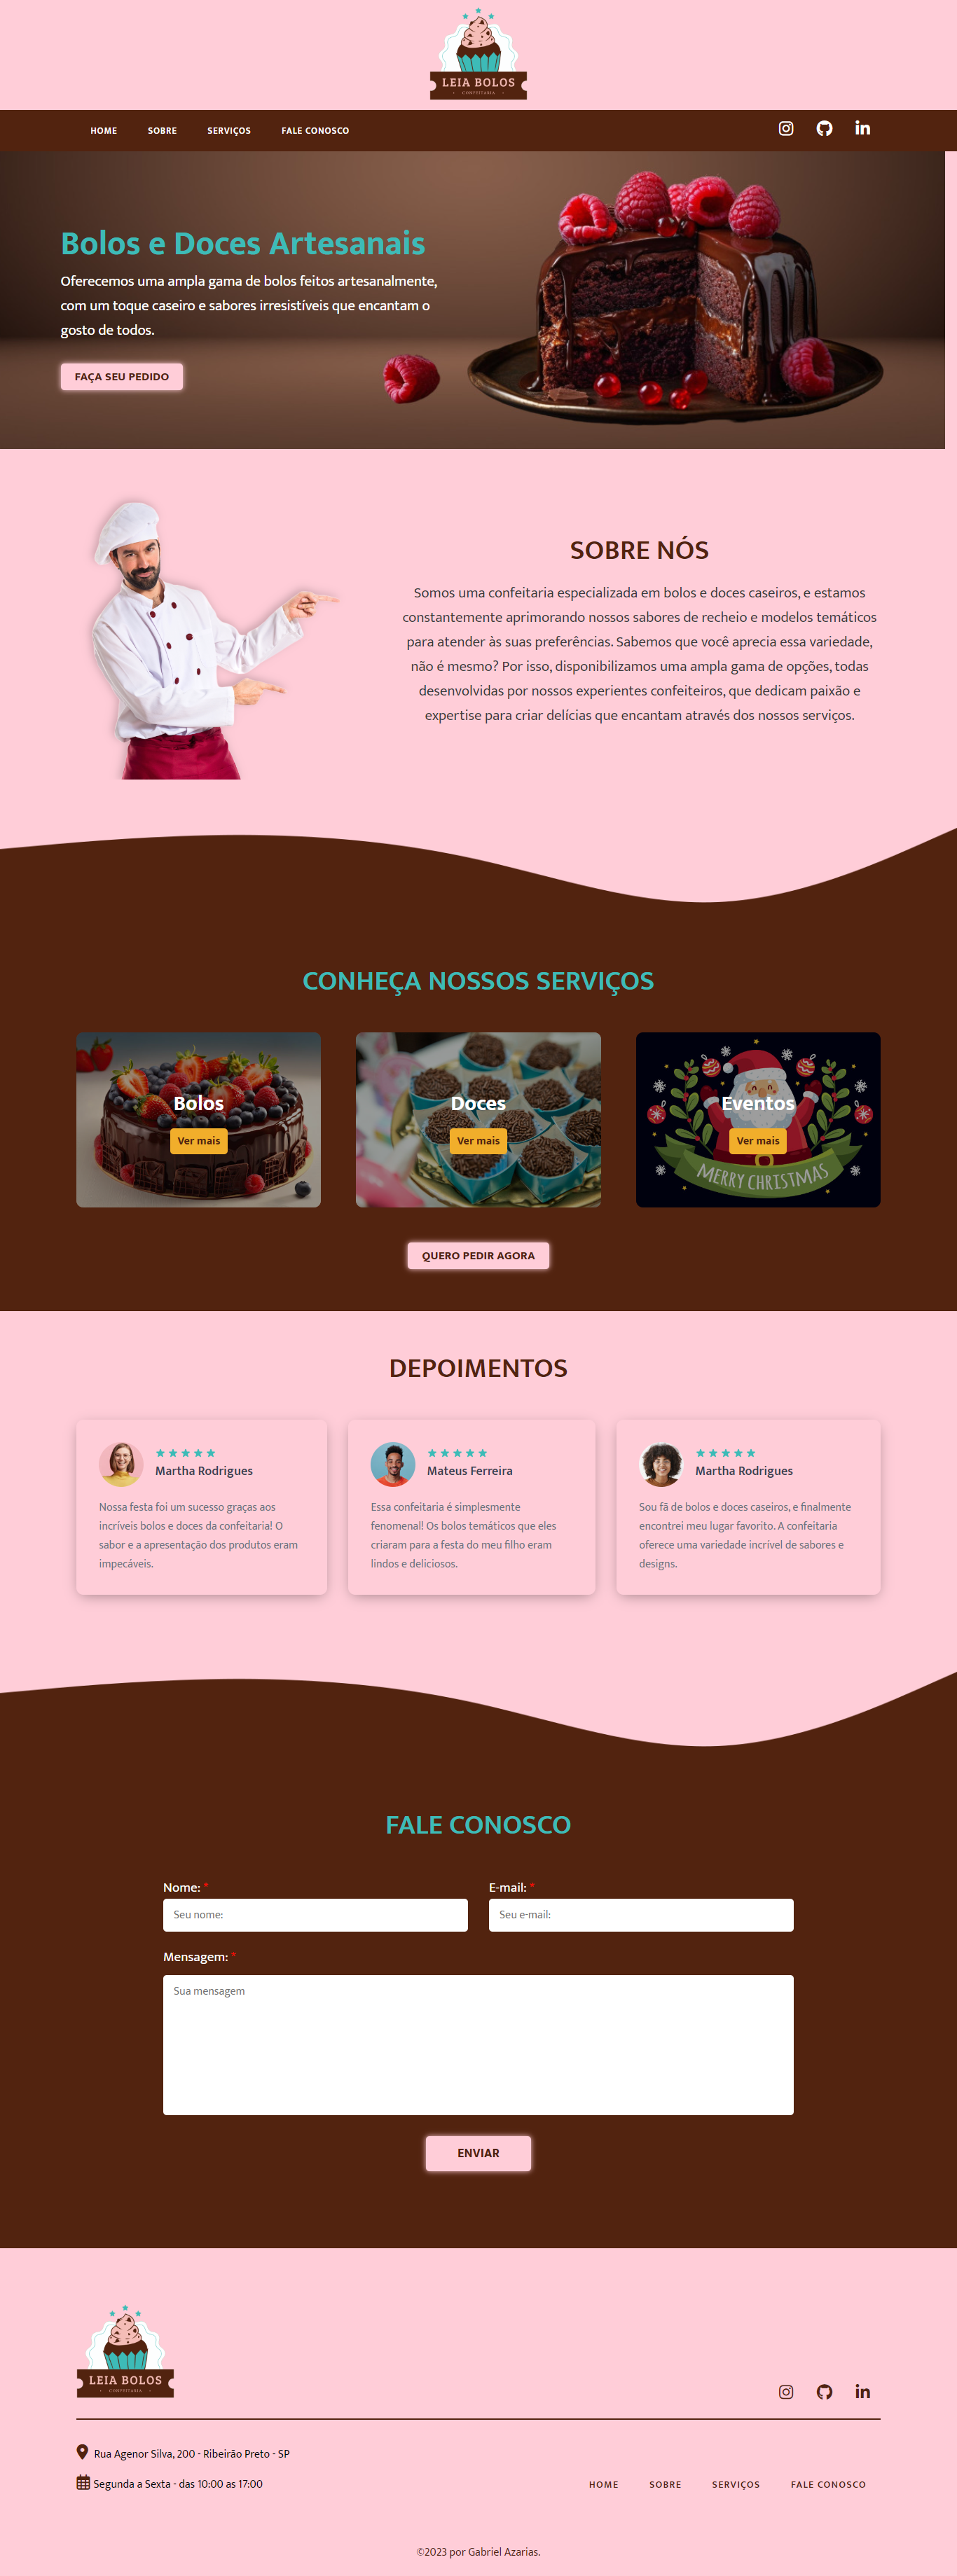 LEIA BOLOS
CONFEITARIA
HOME SOBRE SERVIÇOS FALE CONOSCO
Bolos e Doces Artesanais
Oferecemos uma ampla gama de bolos feitos artesanalmente,
com um toque caseiro e sabores irresistíveis que encantam o
gosto de todos.
FAÇA SEU PEDIDO
SOBRE NÓS
Somos uma confeitaria especializada em bolos e doces caseiros, e estamos
constantemente aprimorando nossos sabores de recheio e modelos temáticos
para atender às suas preferências. Sabemos que você aprecia essa variedade,
não é mesmo? Por isso, disponibilizamos uma ampla gama de opções, todas
desenvolvidas por nossos experientes confeiteiros, que dedicam paixão e
expertise para criar delícias que encantam através dos nossos serviços.
CONHEÇA NOSSOS SERVIÇOS
Bolos
Ver mais
Doces
Ver mais
Eventos
Ver mais
MERRY CHRISTMAS
QUERO PEDIR AGORA
DEPOIMENTOS
Martha Rodrigues
Nossa festa foi um sucesso graças aos
incríveis bolos e doces da confeitaria! O
sabor e a apresentação dos produtos eram
impecáveis.
Mateus Ferreira
Essa confeitaria é simplesmente
fenomenal! Os bolos temáticos que eles
criaram para a festa do meu filho eram
lindos e deliciosos.
Martha Rodrigues
Sou fã de bolos e doces caseiros, e finalmente
encontrei meu lugar favorito. A confeitaria
oferece uma variedade incrível de sabores e
designs.
FALE CONOSCO
Nome: *
Seu nome:
E-mail: *
Seu e-mail:
Mensagem: *
Sua mensagem
ENVIAR
LEIA BOLOS
CONFEITARIA
Rua Agenor Silva, 200 - Ribeirão Preto - SP
Segunda a Sexta - das 10:00 as 17:00
HOME SOBRE SERVIÇOS FALE CONOSCO
©2023 por Gabriel Azarias.